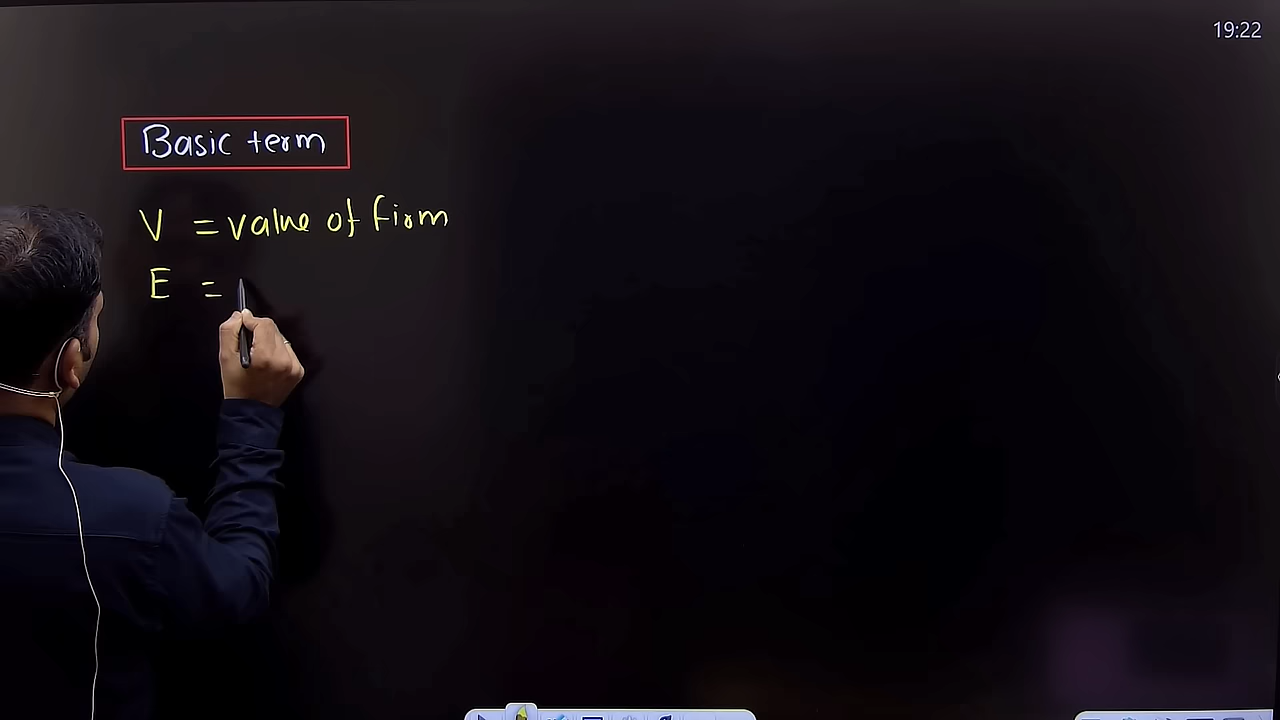 19:22
Basic term
V = value of firm
E =